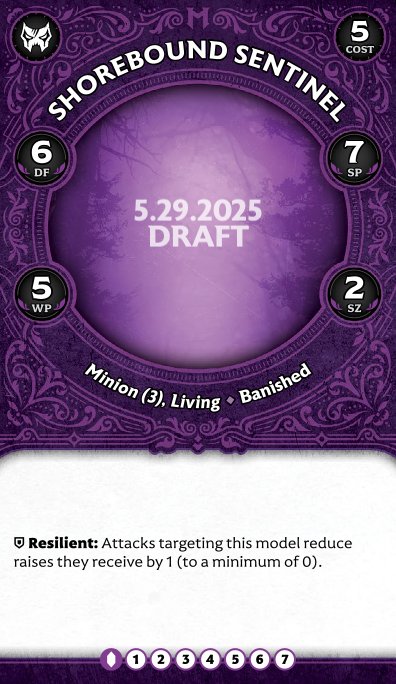 SHOREBOUND SENTINEL
5
COST
6
DF
7
SP
5.29.2025
DRAFT
5
WP
2
SZ
Minion (3), Living ◆ Banished
Resilient: Attacks targeting this model reduce
raises they receive by 1 (to a minimum of 0).
1 2 3 4 5 6 7